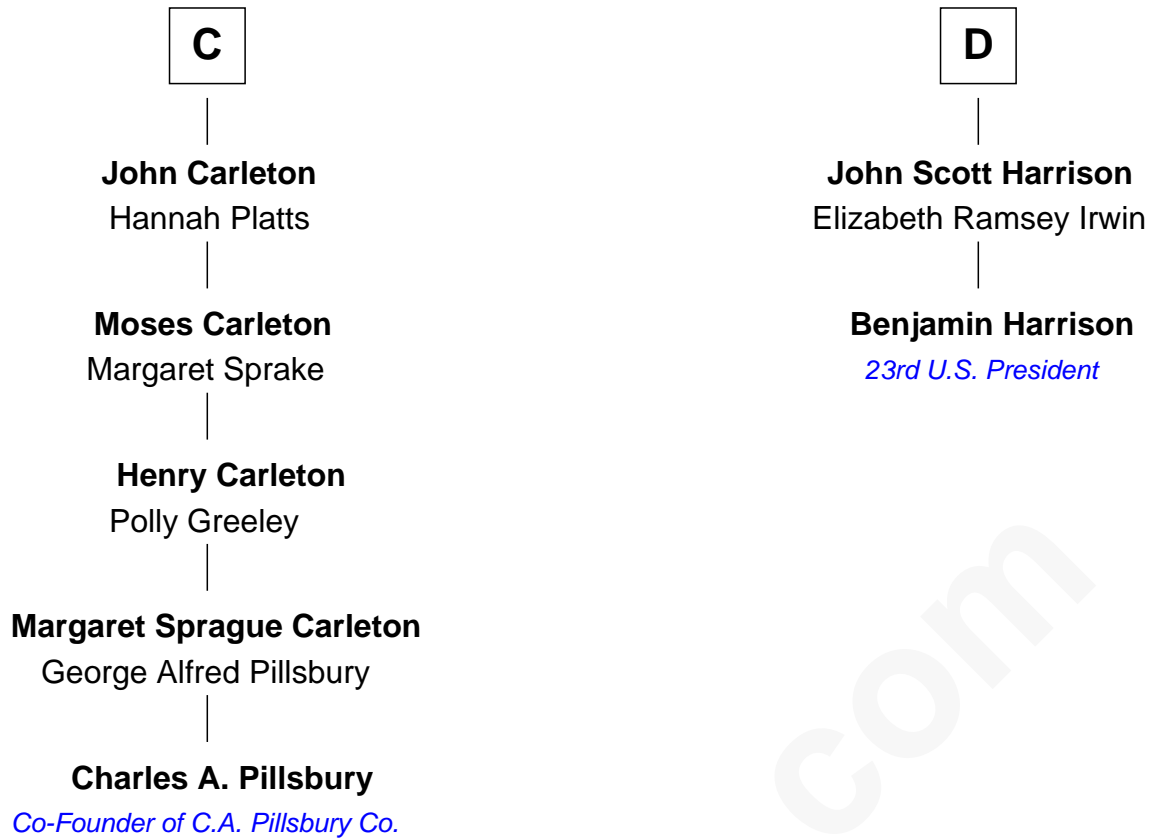 C
John Carleton
Hannah Platts
Moses Carleton
Margaret Sprake
Henry Carleton
Polly Greeley
Margaret Sprague Carleton
George Alfred Pillsbury
Charles A. Pillsbury
Co-Founder of C.A. Pillsbury Co.
D
John Scott Harrison
Elizabeth Ramsey Irwin
Benjamin Harrison
23rd U.S. President
com